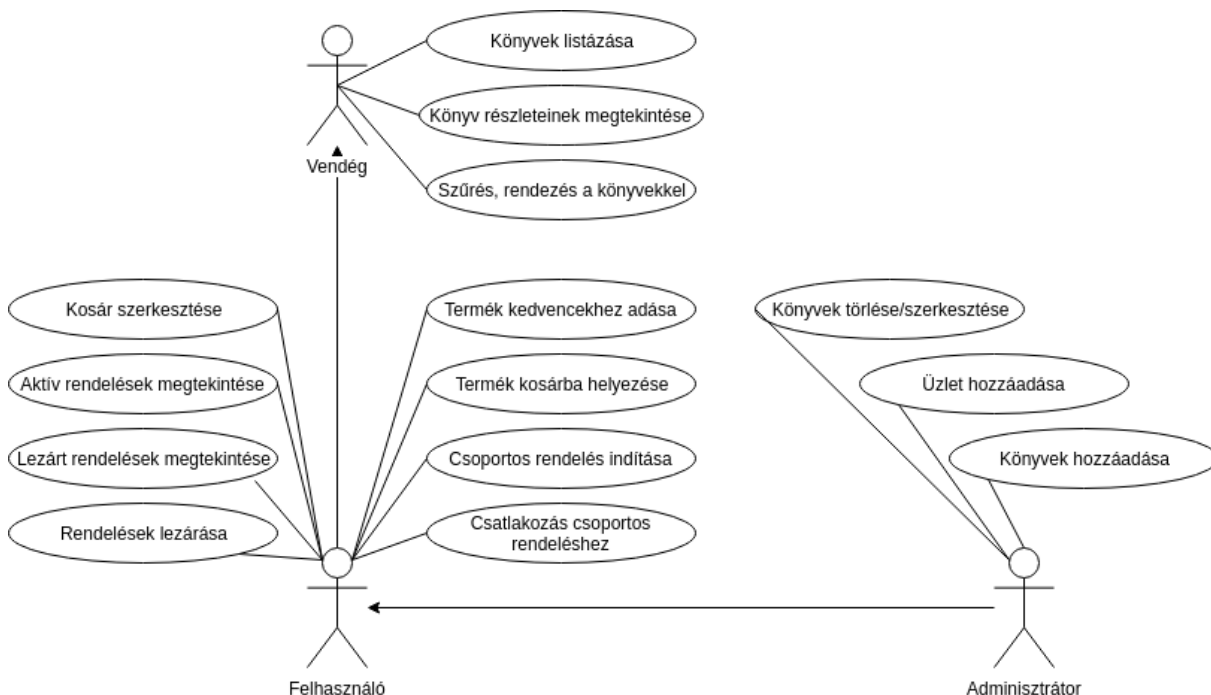 Könyvek listázása
Könyv részleteinek megtekintése
Vendég
Szűrés, rendezés a könyvekkel
Kosár szerkesztése
Termék kedvencekhez adása
Könyvek törlése/szerkesztése
Aktív rendelések megtekintése
Termék kosárba helyezése
Üzlet hozzáadása
Lezárt rendelések megtekintése
Csoportos rendelés indítása
Könyvek hozzáadása
Rendelések lezárása
Csatlakozás csoportos
rendeléshez
Felhasználó
Adminisztrátor